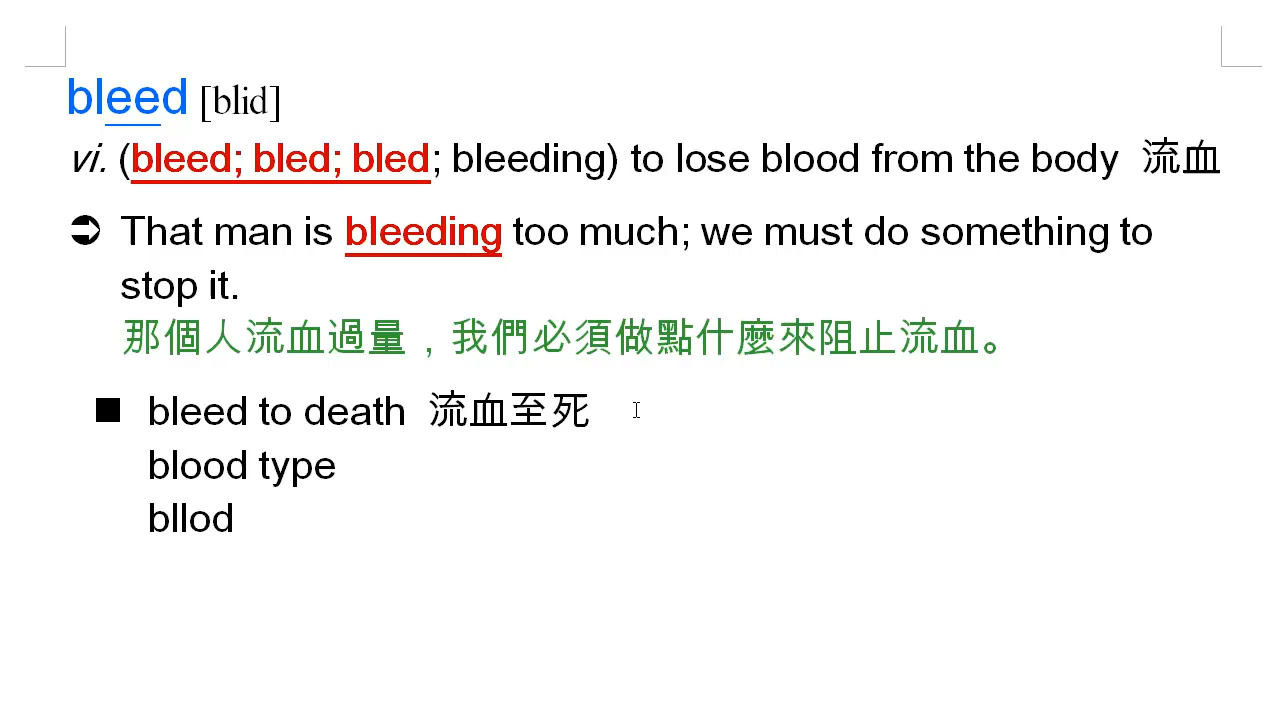 bleed [blid]
vi. (bleed; bled; bled; bleeding) to lose blood from the body 流血
➲ That man is bleeding too much; we must do something to
stop it.
那個人流血過量，我們必須做點什麼來阻止流血。
■ bleed to death 流血至死
blood type
bllod